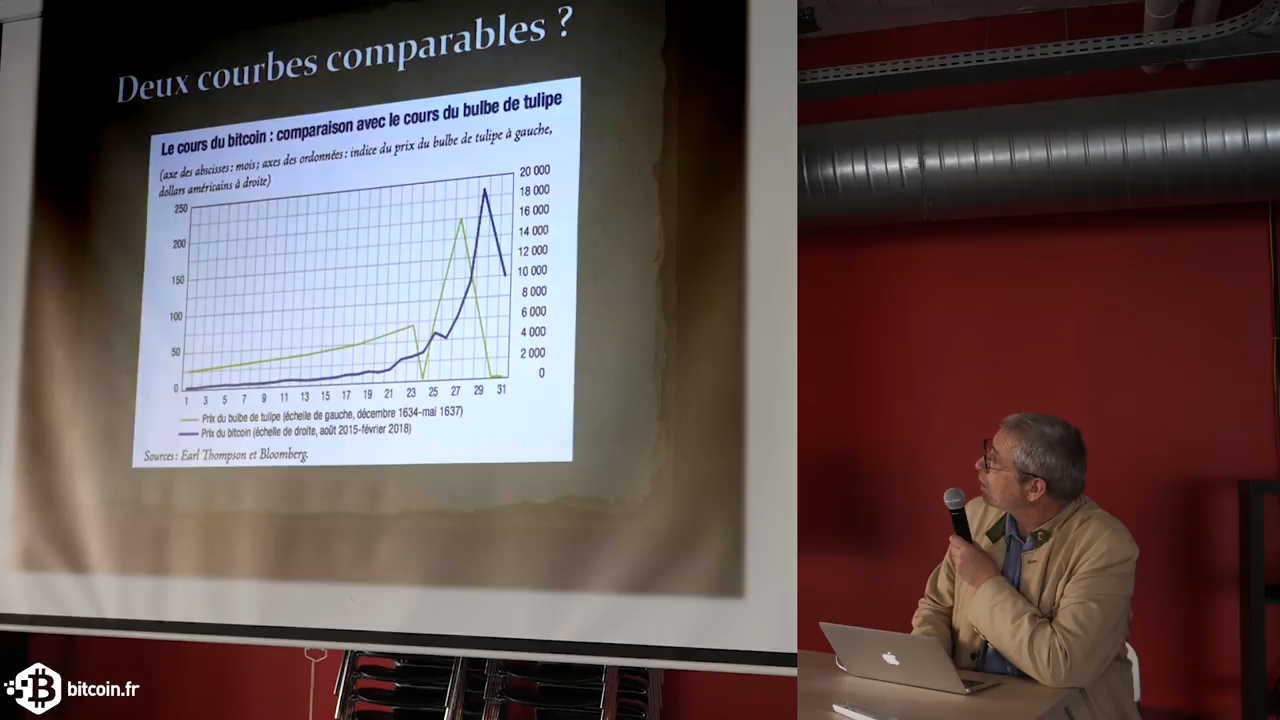 Deux courbes comparables ?
Le cours du bitcoin : comparaison avec le cours du bulbe de tulipe
(axe des abscisses : mois ; axes des ordonnées : indice du prix du bulbe de tulipe à gauche,
dollars américains à droite)
250
200
150
100
50
0
20 000
18 000
16 000
14 000
12 000
10 000
8 000
6 000
4 000
2 000
0
1 3 5 7 9 11 13 15 17 19 21 23 25 27 29 31
Prix du bulbe de tulipe (échelle de gauche, décembre 1634-mai 1637)
Prix du bitcoin (échelle de droite, août 2015-février 2018)
Sources : Earl Thompson et Bloomberg.
bitcoin.fr